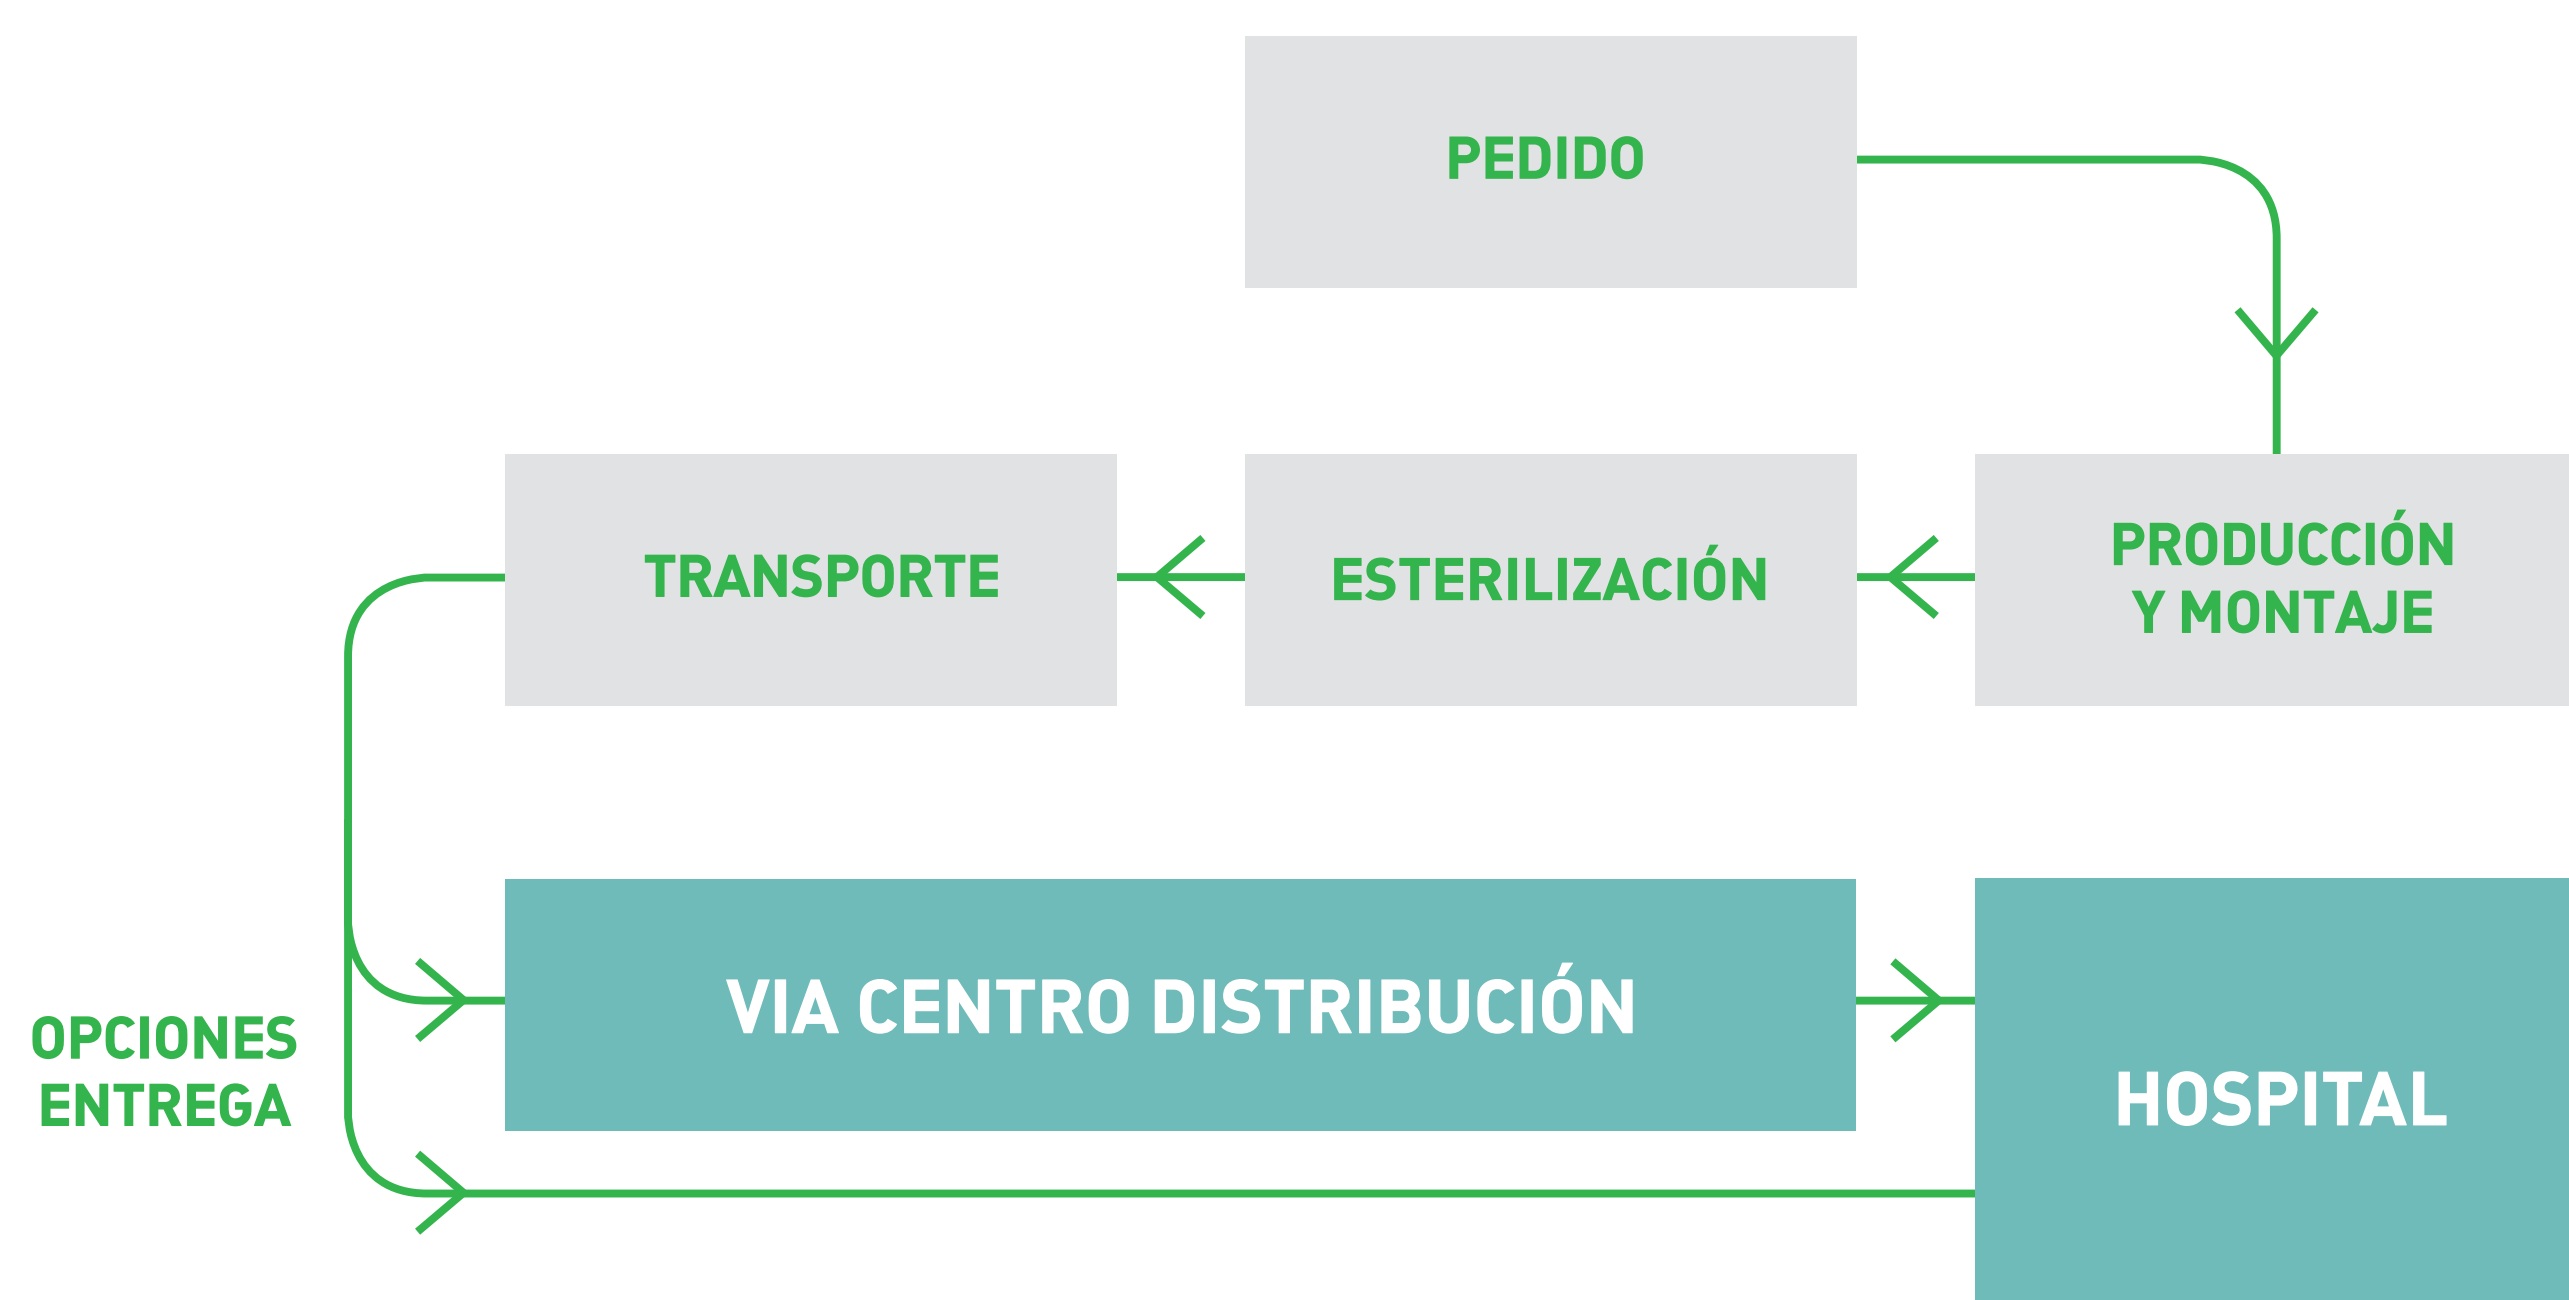 PEDIDO
TRANSPORTE
ESTERILIZACIÓN
PRODUCCIÓN
Y MONTAJE
VIA CENTRO DISTRIBUCIÓN
OPCIONES
ENTREGA
HOSPITAL